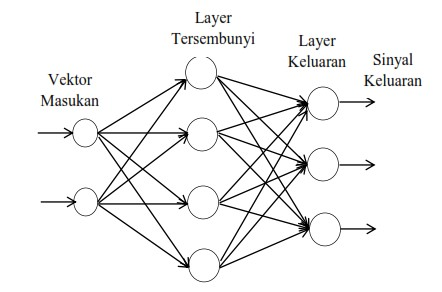 Layer
Tersembunyi
Layer
Keluaran
Sinyal
Keluaran
Vektor
Masukan